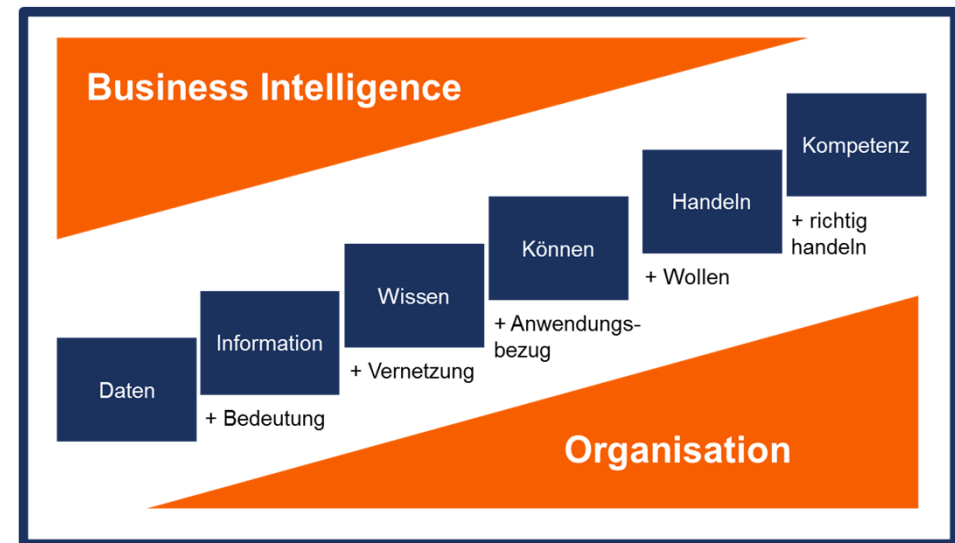 Business Intelligence
Daten
Information
+ Bedeutung
Wissen
+ Vernetzung
Können
+ Anwendungs-
bezug
Handeln
+ Wollen
Kompetenz
+ richtig
handeln
Organisation